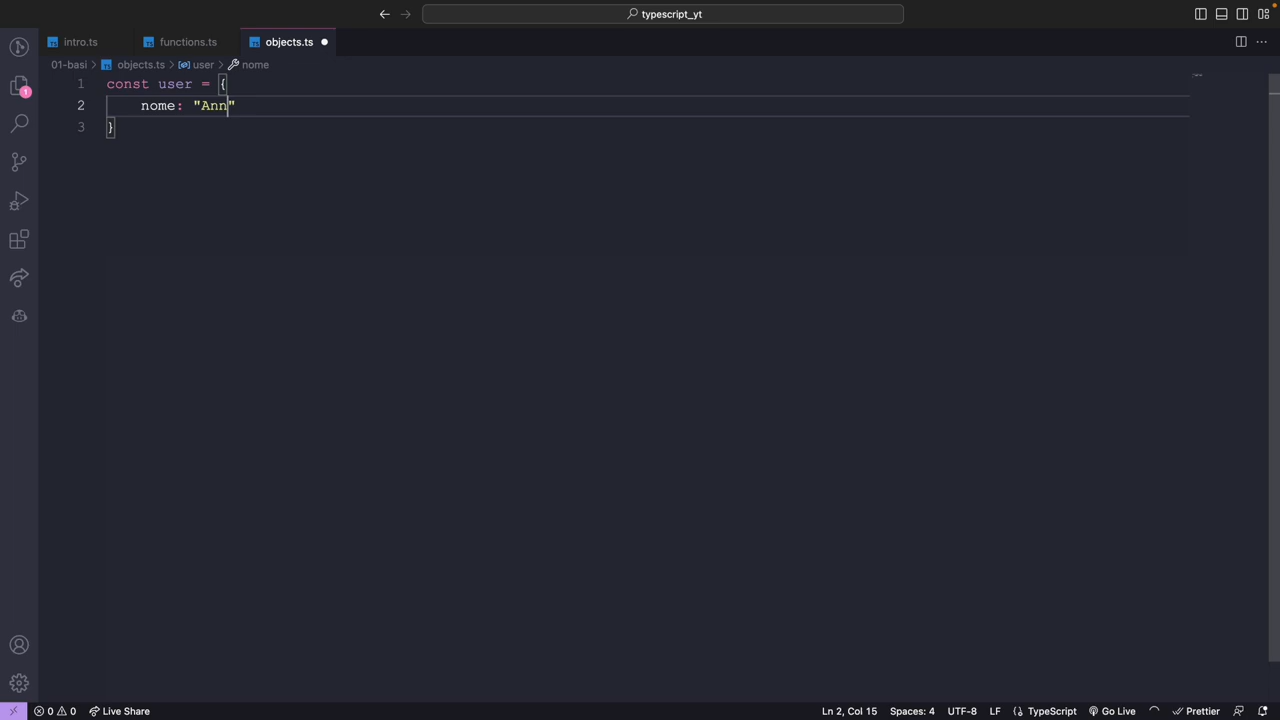 typescript_yt
intro.ts
functions.ts
objects.ts
01-basi > objects.ts > user > nome
1 const user = {
2     nome: "Ann"
3 }
1
0 0 Live Share
Ln 2, Col 15 Spaces: 4 UTF-8 LF TypeScript Go Live Prettier